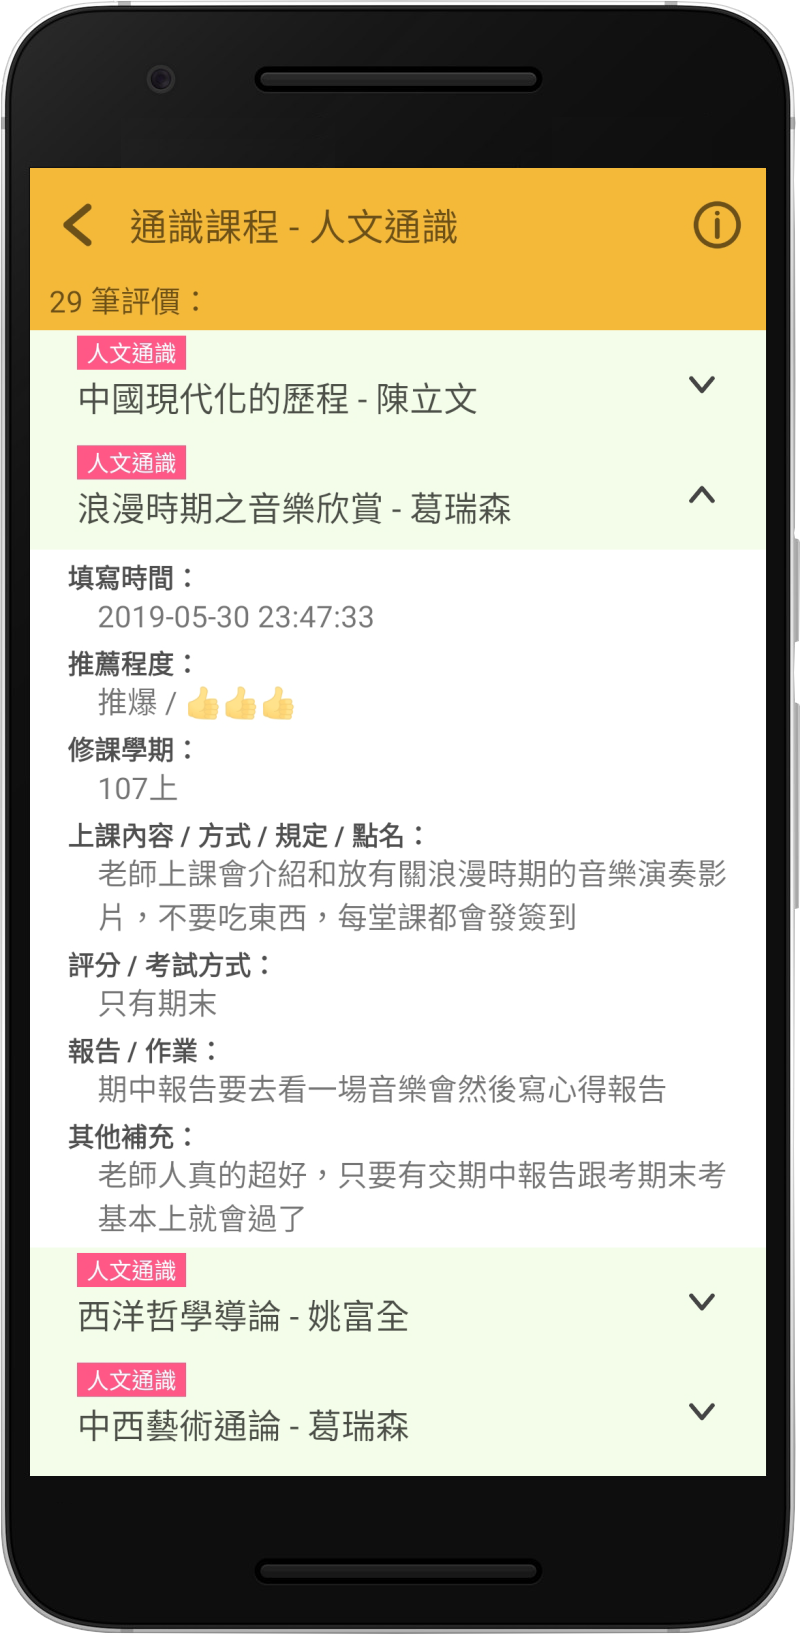 通識課程 - 人文通識
29 筆評價：
人文通識
中國現代化的歷程 - 陳立文
人文通識
浪漫時期之音樂欣賞 - 葛瑞森
填寫時間：
2019-05-30 23:47:33
推薦程度：
推爆 / 👍👍👍
修課學期：
107上
上課內容 / 方式 / 規定 / 點名：
老師上課會介紹和放有關浪漫時期的音樂演奏影
片，不要吃東西，每堂課都會發簽到
評分 / 考試方式：
只有期末
報告 / 作業：
期中報告要去看一場音樂會然後寫心得報告
其他補充：
老師人真的超好，只要有交期中報告跟考期末考
基本上就會過了
人文通識
西洋哲學導論 - 姚富全
人文通識
中西藝術通論 - 葛瑞森